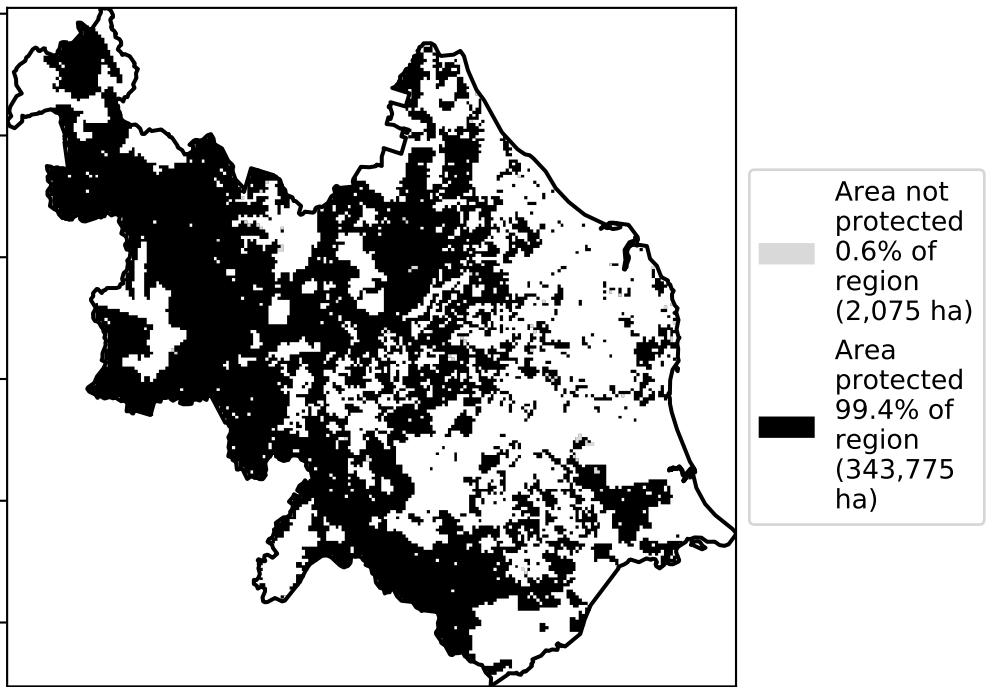 Area not
protected
0.6% of
region
(2,075 ha)
Area
protected
99.4% of
region
(343,775
ha)